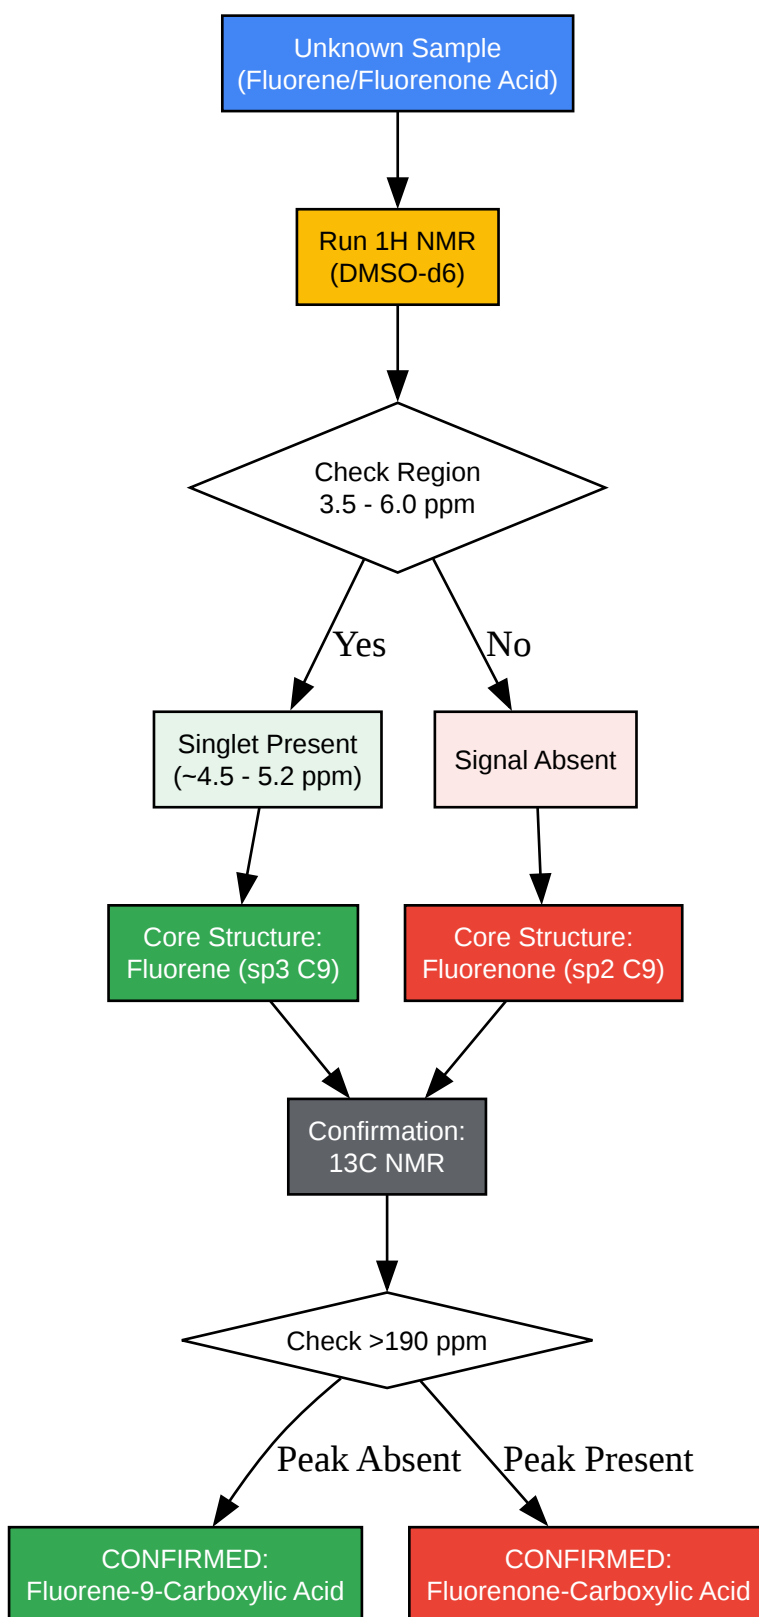 Unknown Sample
(Fluorene/Fluorenone Acid)
Run 1H NMR
(DMSO-d6)
Check Region
3.5 - 6.0 ppm
Yes
No
Singlet Present
(~4.5 - 5.2 ppm)
Signal Absent
Core Structure:
Fluorene (sp3 C9)
Core Structure:
Fluorenone (sp2 C9)
Confirmation:
13C NMR
Check >190 ppm
Peak Absent
Peak Present
CONFIRMED:
Fluorene-9-Carboxylic Acid
CONFIRMED:
Fluorenone-Carboxylic Acid